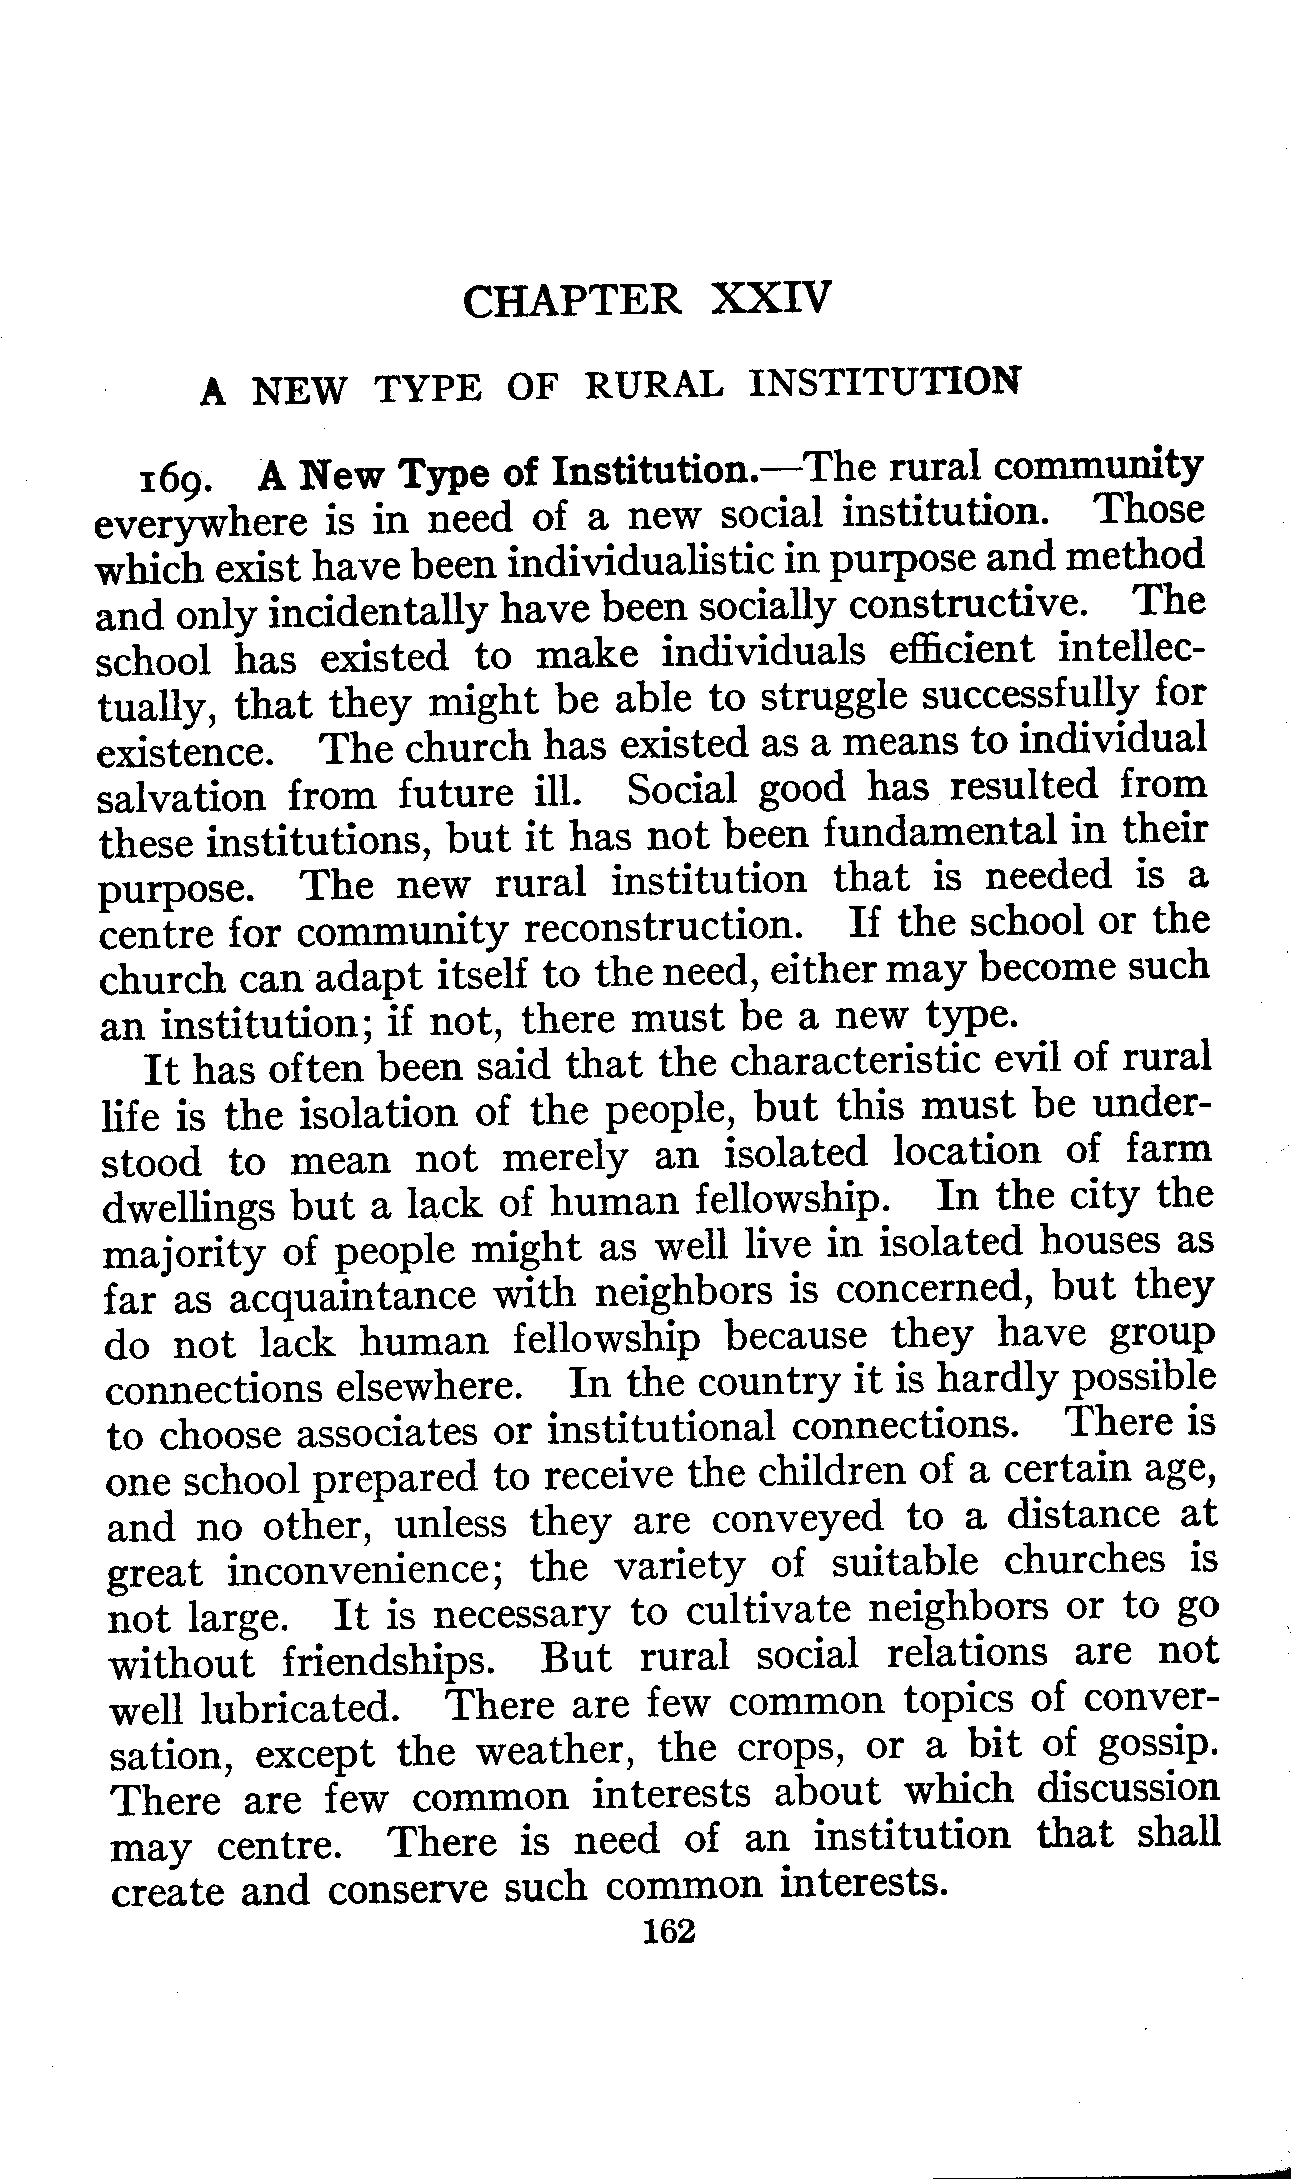 CHAPTER XXIV
A NEW TYPE OF RURAL INSTITUTION
169. A New Type of Institution.—The rural community
everywhere is in need of a new social institution. Those
which exist have been individualistic in purpose and method
and only incidentally have been socially constructive. The
school has existed to make individuals efficient intellec-
tually, that they might be able to struggle successfully for
existence. The church has existed as a means to individual
salvation from future ill. Social good has resulted from
these institutions, but it has not been fundamental in their
purpose. The new rural institution that is needed is a
centre for community reconstruction. If the school or the
church can adapt itself to the need, either may become such
an institution; if not, there must be a new type.
It has often been said that the characteristic evil of rural
life is the isolation of the people, but this must be under-
stood to mean not merely an isolated location of farm
dwellings but a lack of human fellowship. In the city the
majority of people might as well live in isolated houses as
far as acquaintance with neighbors is concerned, but they
do not lack human fellowship because they have group
connections elsewhere. In the country it is hardly possible
to choose associates or institutional connections. There is
one school prepared to receive the children of a certain age,
and no other, unless they are conveyed to a distance at
great inconvenience; the variety of suitable churches is
not large. It is necessary to cultivate neighbors or to go
without friendships. But rural social relations are not
well lubricated. There are few common topics of conver-
sation, except the weather, the crops, or a bit of gossip.
There are few common interests about which discussion
may centre. There is need of an institution that shall
create and conserve such common interests.
162